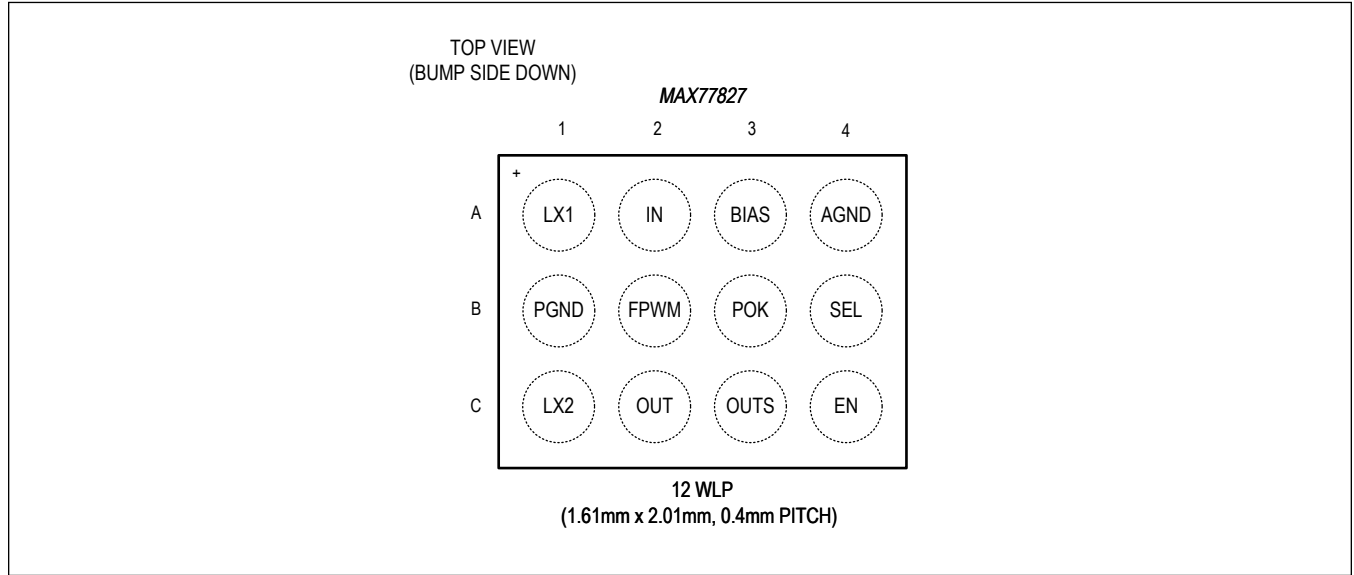 TOP VIEW
(BUMP SIDE DOWN)
MAX77827
1 2 3 4
+
A LX1 IN BIAS AGND
B PGND FPWM POK SEL
C LX2 OUT OUTS EN
12 WLP
(1.61mm x 2.01mm, 0.4mm PITCH)